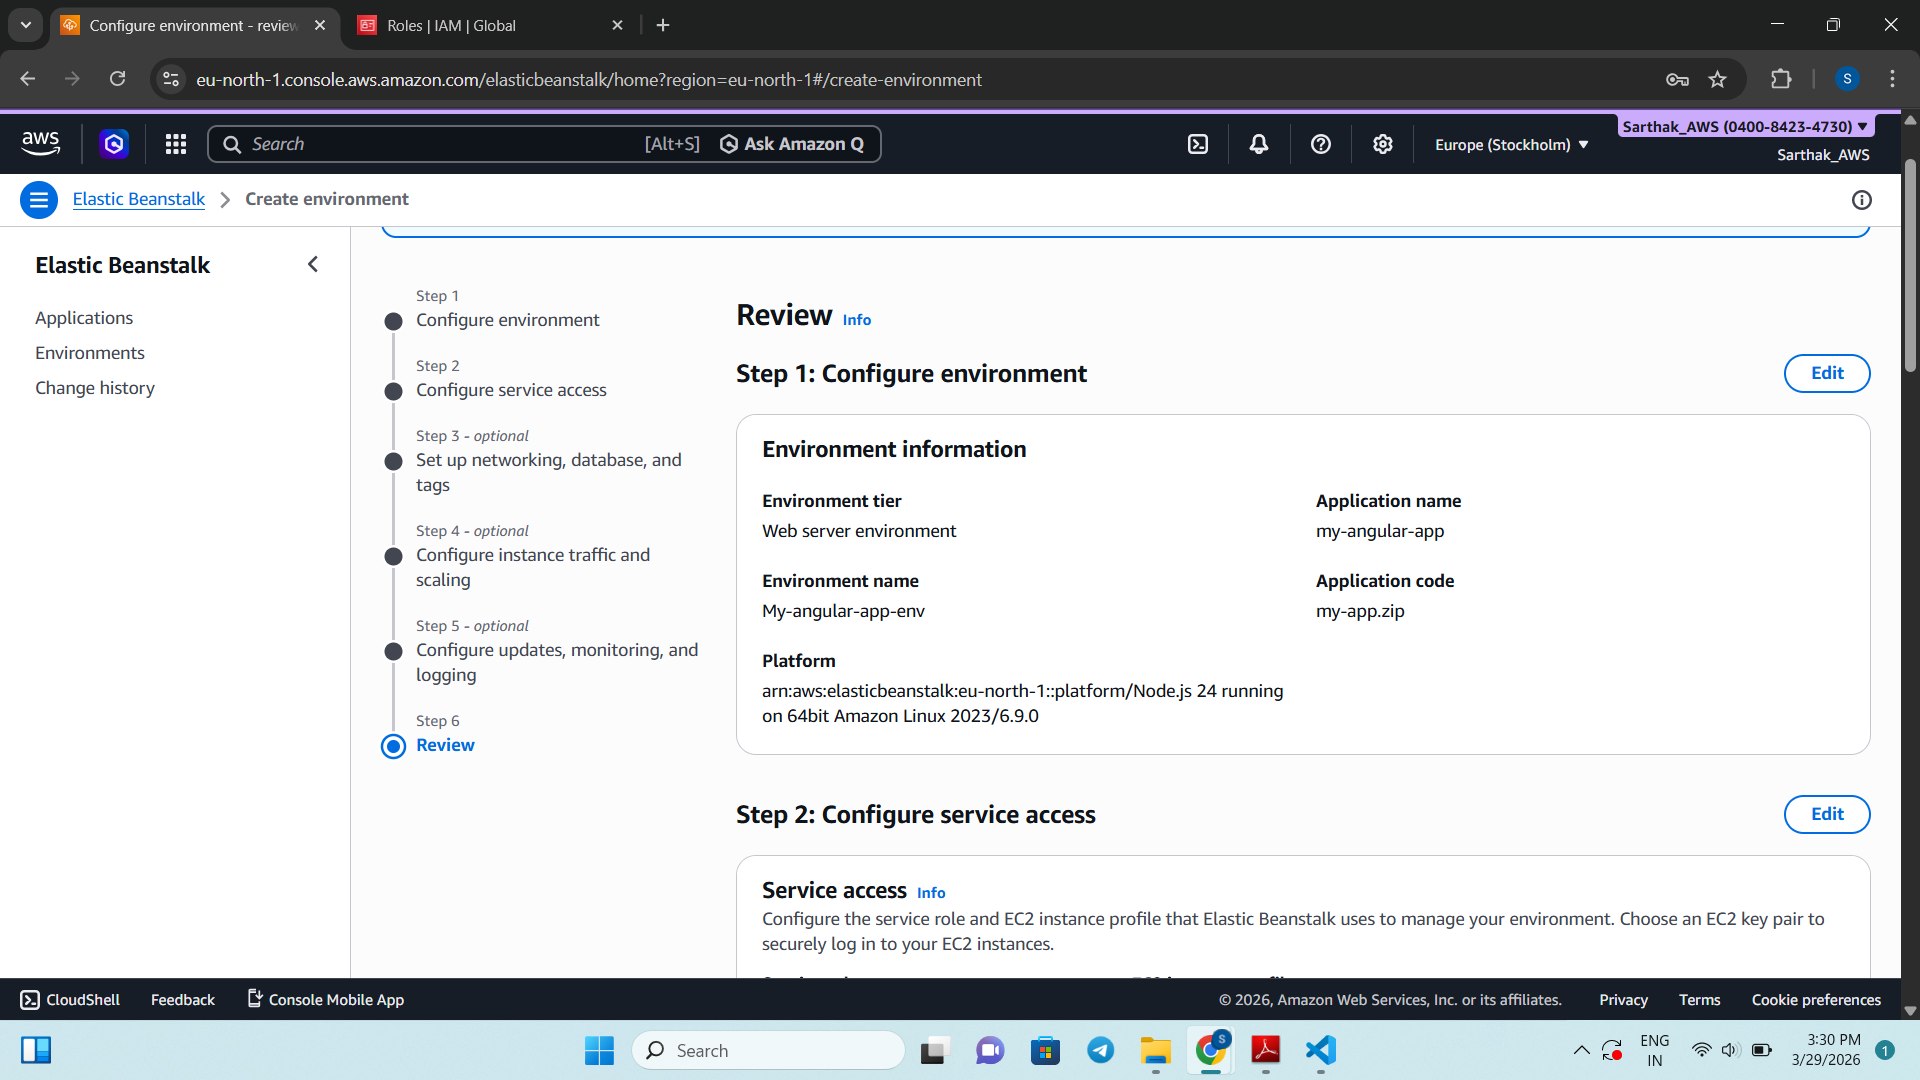 Configure environment - review
Roles | IAM | Global
eu-north-1.console.aws.amazon.com/elasticbeanstalk/home?region=eu-north-1#/create-environment
S
aws
Search
[Alt+S]
Ask Amazon Q
Europe (Stockholm)
Sarthak_AWS (0400-8423-4730)
Sarthak_AWS
Elastic Beanstalk
Create environment
Elastic Beanstalk
Applications
Environments
Change history
Step 1
Configure environment
Step 2
Configure service access
Step 3 - optional
Set up networking, database, and
tags
Step 4 - optional
Configure instance traffic and
scaling
Step 5 - optional
Configure updates, monitoring, and
logging
Step 6
Review
Review Info
Step 1: Configure environment
Edit
Environment information
Environment tier
Web server environment
Application name
my-angular-app
Environment name
My-angular-app-env
Application code
my-app.zip
Platform
arn:aws:elasticbeanstalk:eu-north-1::platform/Node.js 24 running
on 64bit Amazon Linux 2023/6.9.0
Step 2: Configure service access
Edit
Service access Info
Configure the service role and EC2 instance profile that Elastic Beanstalk uses to manage your environment. Choose an EC2 key pair to
securely log in to your EC2 instances.
CloudShell
Feedback
Console Mobile App
© 2026, Amazon Web Services, Inc. or its affiliates.
Privacy
Terms
Cookie preferences
Search
S
ENG
IN
3:30 PM
3/29/2026
1